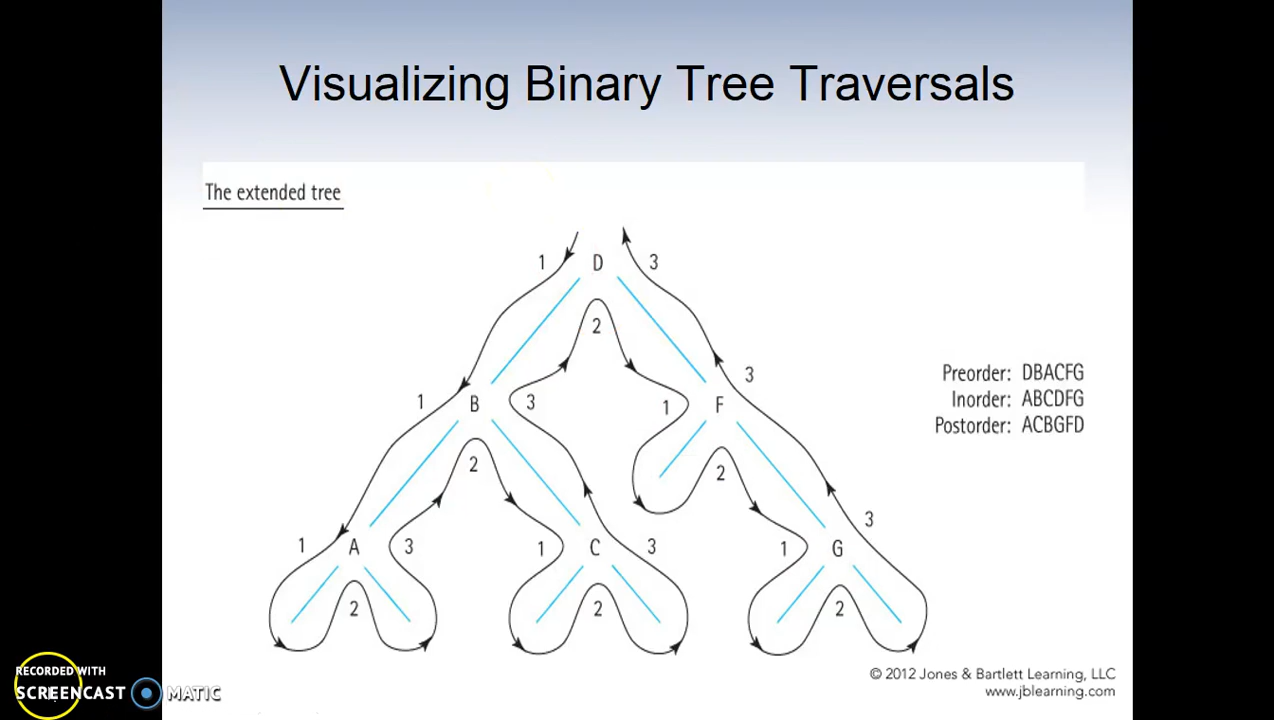 Visualizing Binary Tree Traversals
The extended tree
1 D 3
2
1 B 3 1 F 3
2 2
1 A 3 1 C 3 1 G 3
2 2 2
Preorder: DBACFG
Inorder: ABCDFG
Postorder: ACBGFD
© 2012 Jones & Bartlett Learning, LLC
www.jblearning.com
RECORDED WITH
SCREENCAST MATIC